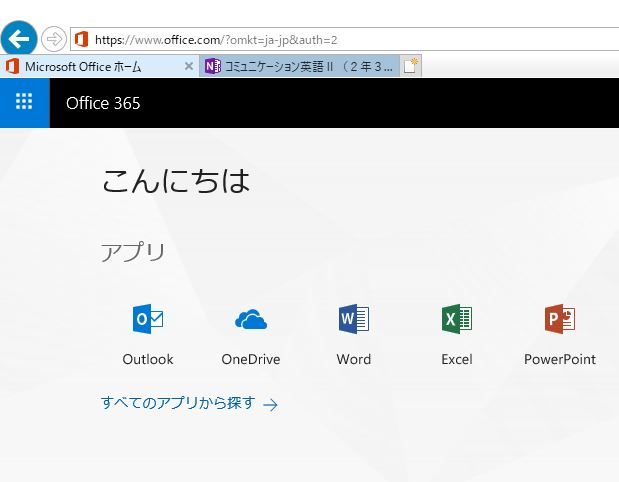 https://www.office.com/?omkt=ja-jp&auth=2
Microsoft Office ホーム
コミュニケーション英語Ⅱ（２年３...
Office 365
こんにちは
アプリ
Outlook OneDrive Word Excel PowerPoint
すべてのアプリから探す →